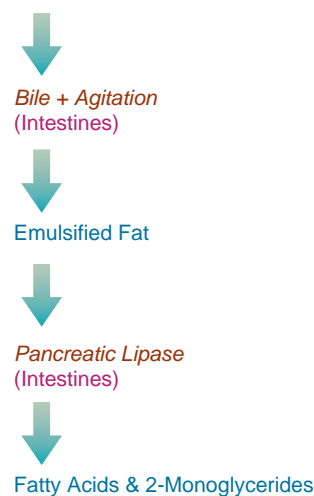 Bile + Agitation
(Intestines)
Emulsified Fat
Pancreatic Lipase
(Intestines)
Fatty Acids & 2-Monoglycerides